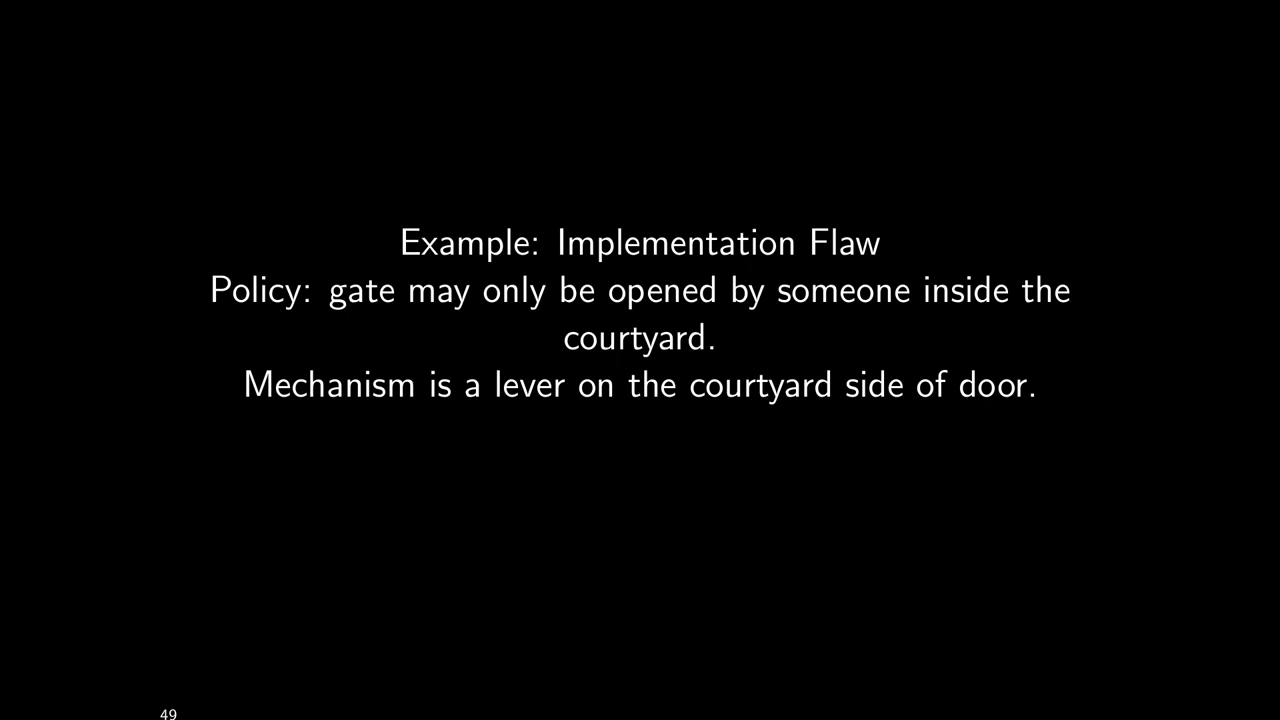 Example: Implementation Flaw
Policy: gate may only be opened by someone inside the
courtyard.
Mechanism is a lever on the courtyard side of door.
49